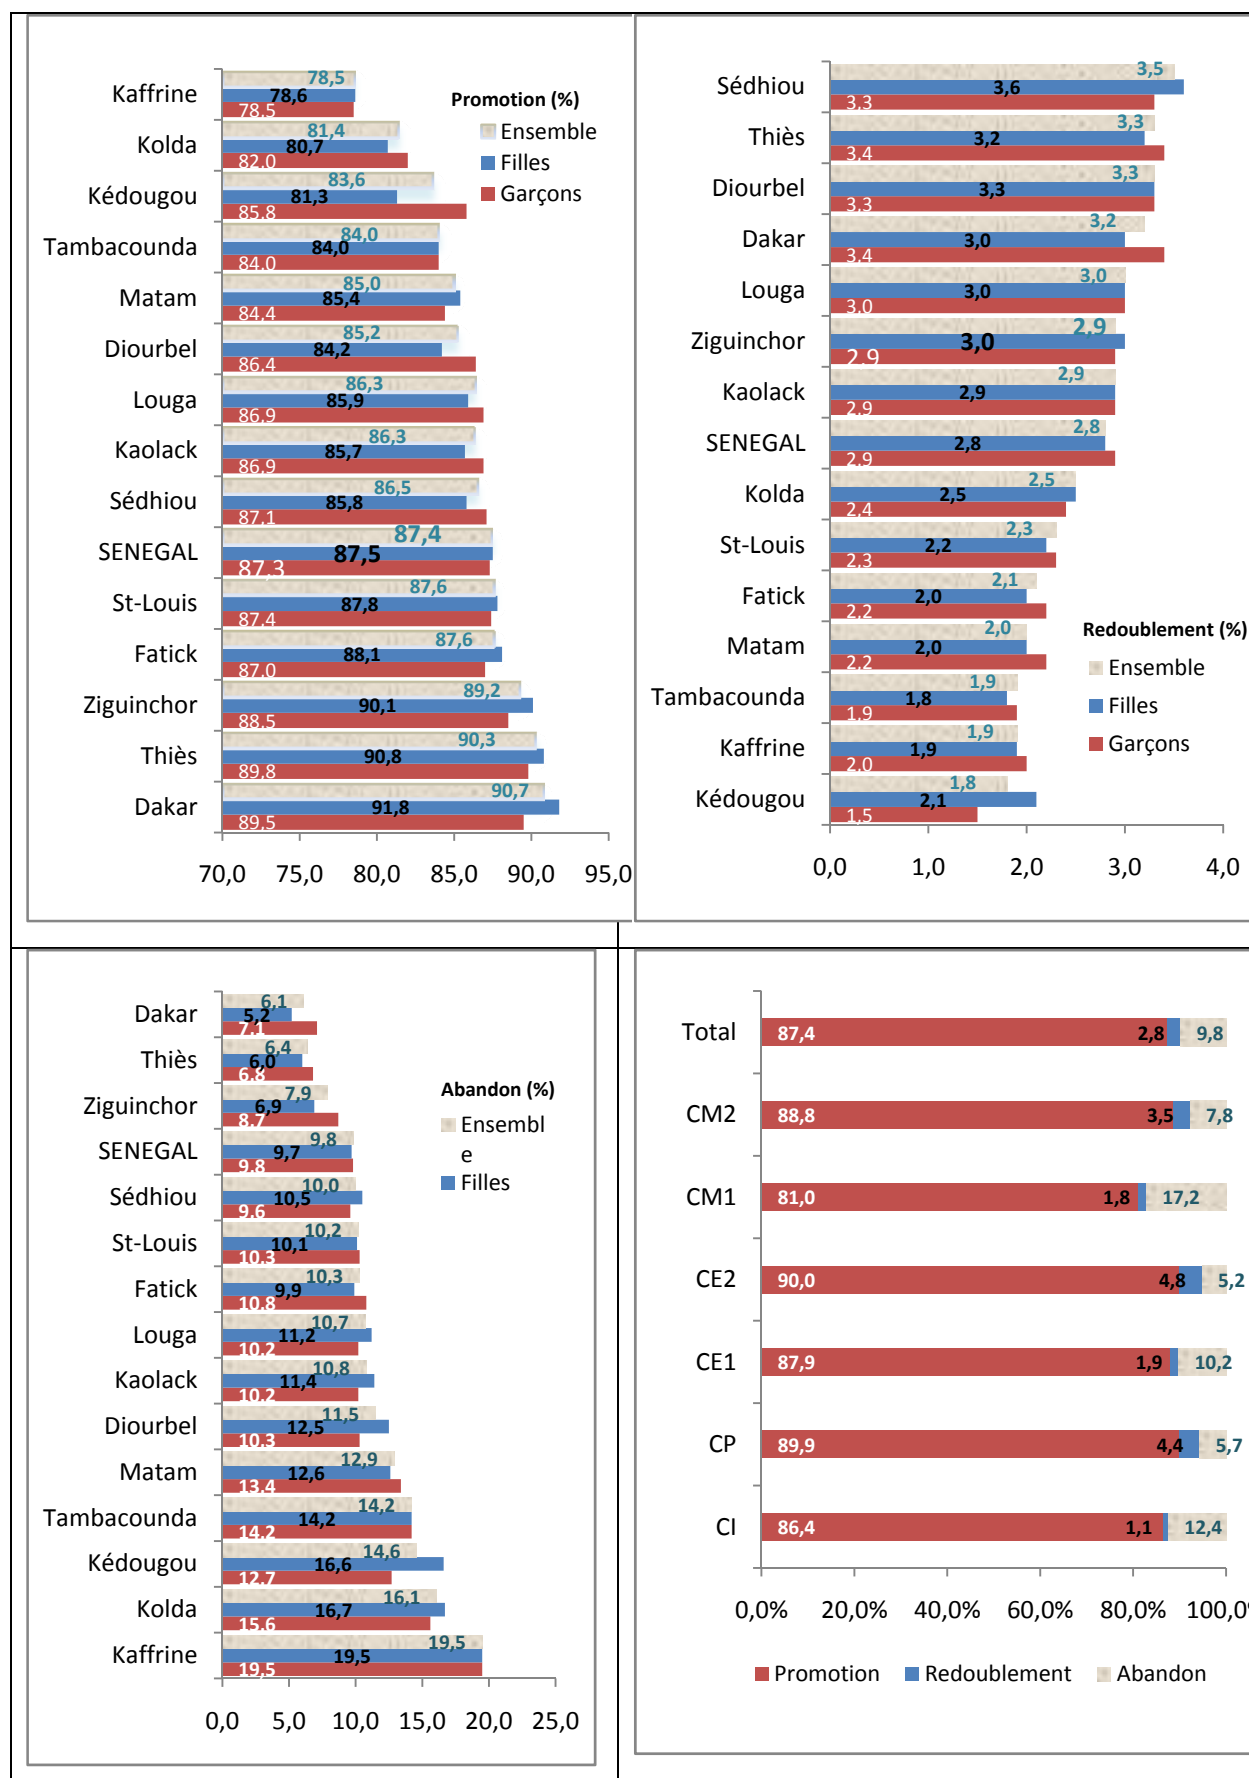 Promotion (%)
Ensemble
Filles
Garçons
Kaffrine 78,5 78,6 78,5
Kolda 81,4 80,7 82,0
Kédougou 83,6 81,3 85,8
Tambacounda 84,0 84,0 84,0
Matam 85,0 85,4 84,4
Diourbel 85,2 84,2 86,4
Louga 86,3 85,9 86,9
Kaolack 86,3 85,7 86,9
Sédhiou 86,5 85,8 87,1
SENEGAL 87,4 87,5 87,3
St-Louis 87,6 87,8 87,4
Fatick 87,6 88,1 87,0
Ziguinchor 89,2 90,1 88,5
Thiès 90,3 90,8 89,8
Dakar 90,7 91,8 89,5
70,0 75,0 80,0 85,0 90,0 95,0
Sédhiou 3,5 3,6 3,3
Thiès 3,3 3,2 3,4
Diourbel 3,3 3,3 3,3
Dakar 3,2 3,0 3,4
Louga 3,0 3,0 3,0
Ziguinchor 2,9 3,0 2,9
Kaolack 2,9 2,9 2,9
SENEGAL 2,8 2,8 2,9
Kolda 2,5 2,5 2,4
St-Louis 2,3 2,2 2,3
Fatick 2,1 2,0 2,2
Matam 2,0 2,0 2,2
Tambacounda 1,9 1,8 1,9
Kaffrine 1,9 1,9 2,0
Kédougou 1,8 2,1 1,5
Redoublement (%)
Ensemble
Filles
Garçons
0,0 1,0 2,0 3,0 4,0
Dakar 6,1 5,2 7,1
Thiès 6,4 6,0 6,8
Ziguinchor 7,9 6,9 8,7
SENEGAL 9,8 9,7 9,8
Sédhiou 10,0 10,5 9,6
St-Louis 10,2 10,1 10,3
Fatick 10,3 9,9 10,8
Louga 10,7 11,2 10,2
Kaolack 10,8 11,4 10,2
Diourbel 11,5 12,5 10,3
Matam 12,9 12,6 13,4
Tambacounda 14,2 14,2 14,2
Kédougou 14,6 16,6 12,7
Kolda 16,1 16,7 15,6
Kaffrine 19,5 19,5 19,5
Abandon (%)
Ensembl
e
Filles
0,0 5,0 10,0 15,0 20,0 25,0
Total 87,4 2,8 9,8
CM2 88,8 3,5 7,8
CM1 81,0 1,8 17,2
CE2 90,0 4,8 5,2
CE1 87,9 1,9 10,2
CP 89,9 4,4 5,7
CI 86,4 1,1 12,4
0,0% 20,0% 40,0% 60,0% 80,0% 100,0%
Promotion Redoublement Abandon